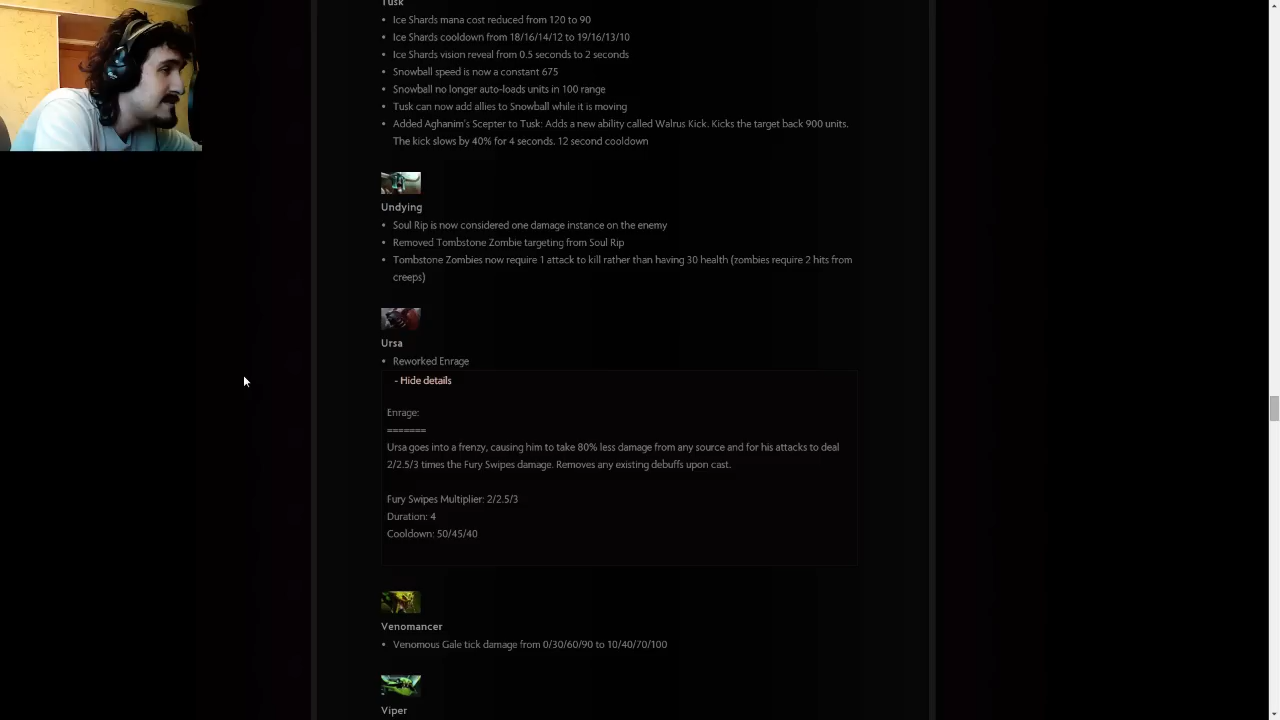 Tusk
• Ice Shards mana cost reduced from 120 to 90
• Ice Shards cooldown from 18/16/14/12 to 19/16/13/10
• Ice Shards vision reveal from 0.5 seconds to 2 seconds
• Snowball speed is now a constant 675
• Snowball no longer auto-loads units in 100 range
• Tusk can now add allies to Snowball while it is moving
• Added Aghanim's Scepter to Tusk: Adds a new ability called Walrus Kick. Kicks the target back 900 units.
The kick slows by 40% for 4 seconds. 12 second cooldown
Undying
• Soul Rip is now considered one damage instance on the enemy
• Removed Tombstone Zombie targeting from Soul Rip
• Tombstone Zombies now require 1 attack to kill rather than having 30 health (zombies require 2 hits from
creeps)
Ursa
• Reworked Enrage
- Hide details
Enrage:
=======
Ursa goes into a frenzy, causing him to take 80% less damage from any source and for his attacks to deal
2/2.5/3 times the Fury Swipes damage. Removes any existing debuffs upon cast.
Fury Swipes Multiplier: 2/2.5/3
Duration: 4
Cooldown: 50/45/40
Venomancer
• Venomous Gale tick damage from 0/30/60/90 to 10/40/70/100
Viper